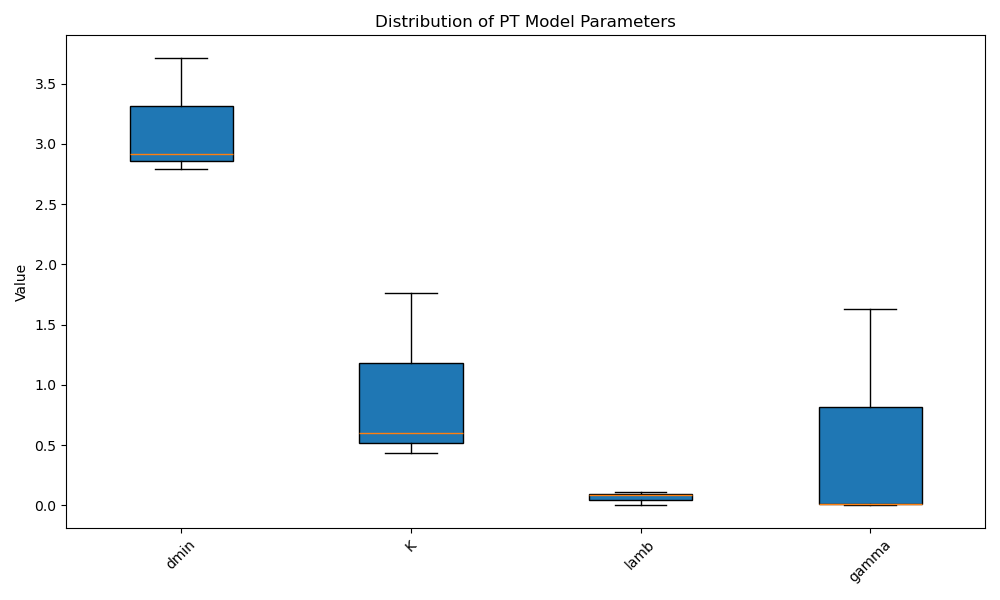 Distribution of PT Model Parameters
Value
3.5
3.0
2.5
2.0
1.5
1.0
0.5
0.0
dmin
K
lamb
gamma